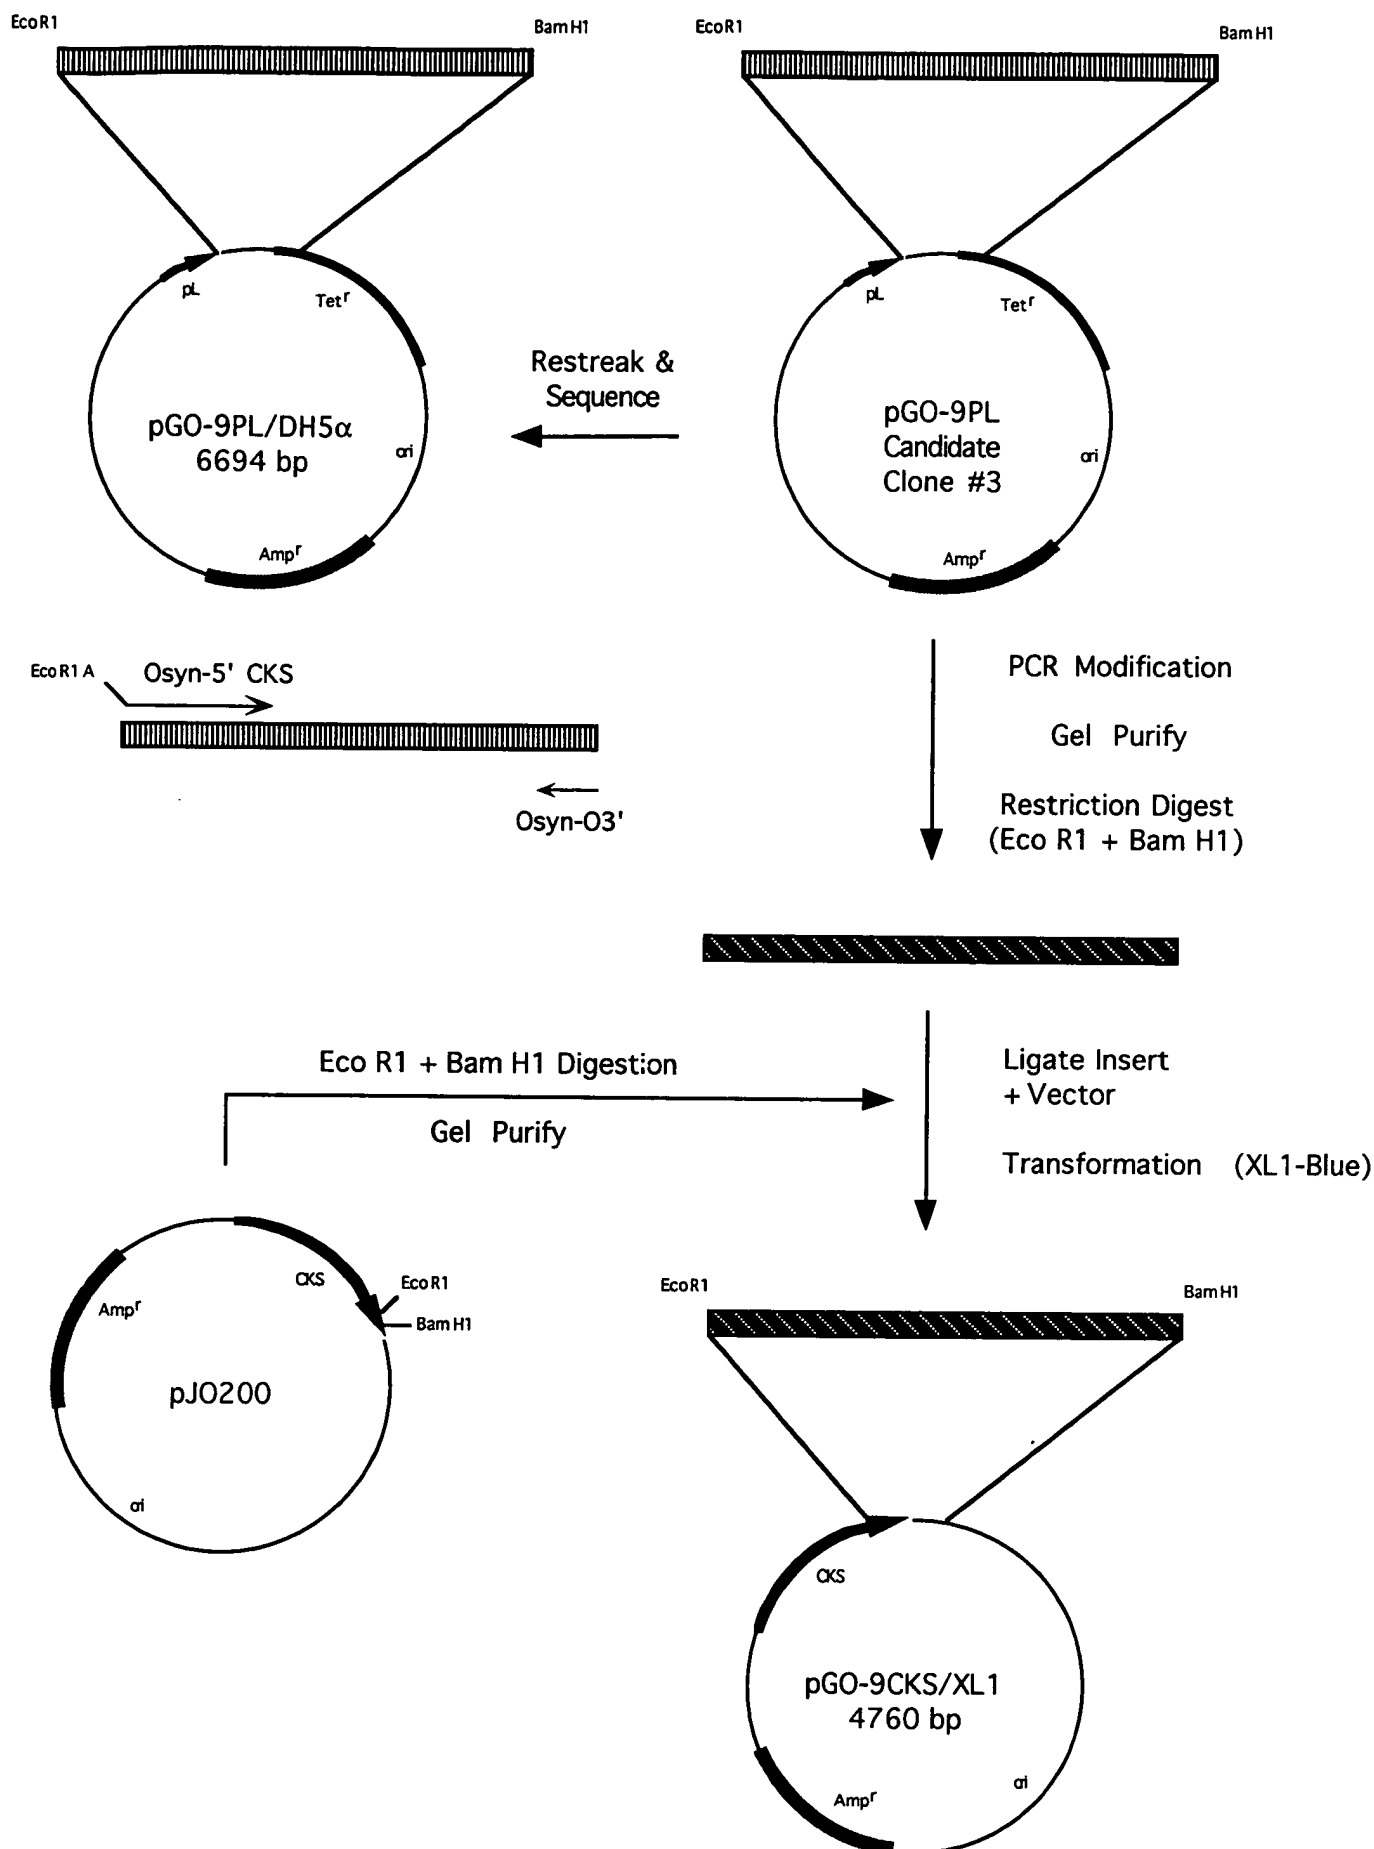 EcoR1
BamH1
EcoR1
BamH1
pL
Tetr
pGO-9PL/DH5α
6694 bp
ori
Ampr
Restreak &
Sequence
pL
Tetr
pGO-9PL
Candidate
Clone #3
ori
Ampr
EcoR1 A
Osyn-5' CKS
Osyn-O3'
PCR Modification
Gel Purify
Restriction Digest
(Eco R1 + Bam H1)
Eco R1 + Bam H1 Digestion
Gel Purify
Ligate Insert
+ Vector
Transformation (XL1-Blue)
CKS
EcoR1
BamH1
Ampr
pJO200
ori
EcoR1
BamH1
CKS
pGO-9CKS/XL1
4760 bp
ori
Ampr